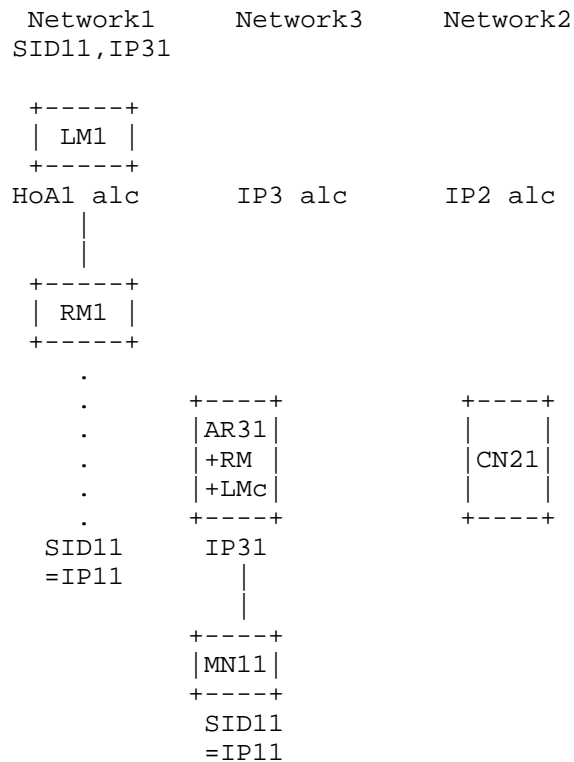 Network1 Network3 Network2
SID11,IP31
+-----+
| LM1 |
+-----+
HoA1 alc IP3 alc IP2 alc
|
|
+-----+
| RM1 |
+-----+
.
. +----+ +----+
. |AR31| | |
. |+RM | |CN21|
. |+LMc| | |
. +----+ +----+
SID11 IP31
=IP11 |
|
+----+
|MN11|
+----+
SID11
=IP11